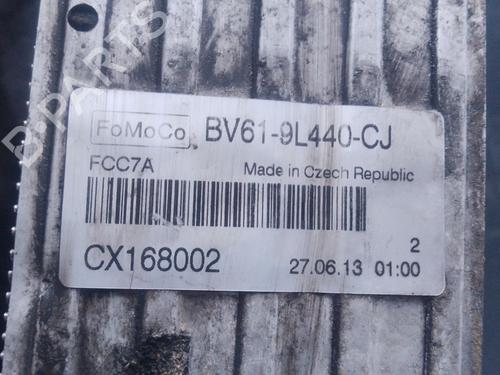 B-PARTS
FoMoCo BV61-9L440-CJ
FCC7A Made in Czech Republic
2
CX168002 27.06.13 01:00